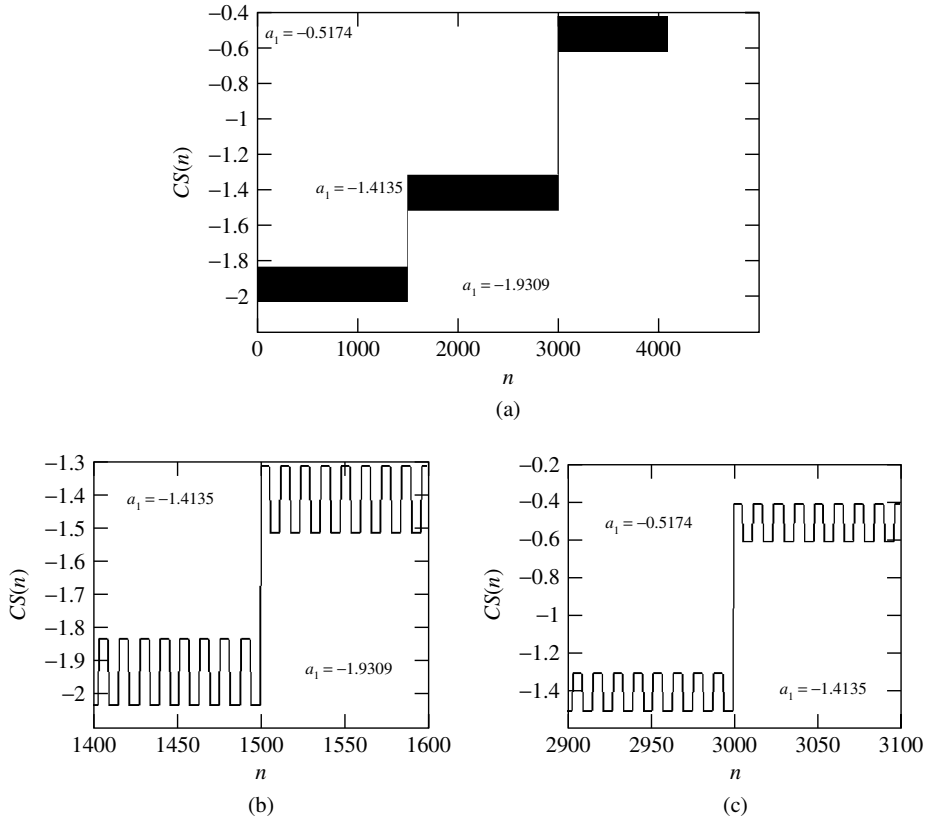 −0.4
a1 = −0.5174
−0.6
−0.8
−1
−1.2
CS(n)
a1 = −1.4135
−1.4
−1.6
−1.8
a1 = −1.9309
−2
0 1000 2000 3000 4000
n
(a)
−1.3
a1 = −1.4135
−1.4
−1.5
−1.6
CS(n)
−1.7
−1.8
−1.9
a1 = −1.9309
−2
1400 1450 1500 1550 1600
n
(b)
−0.2
−0.4
a1 = −0.5174
−0.6
−0.8
CS(n)
−1
−1.2
−1.4
a1 = −1.4135
2900 2950 3000 3050 3100
n
(c)